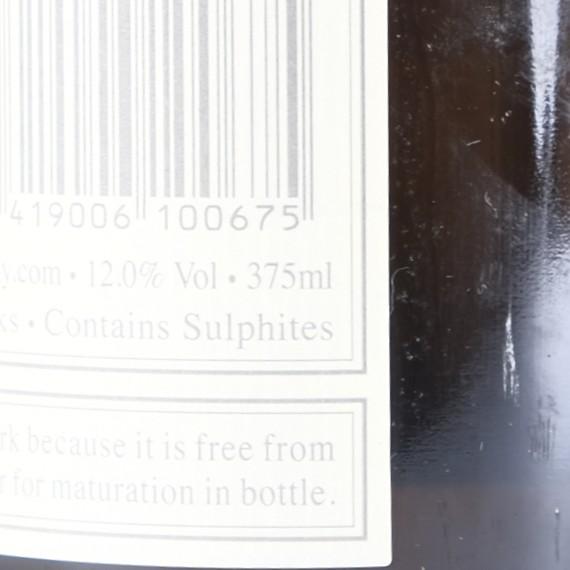 419006 100675
y.com • 12.0% Vol • 375ml
ks • Contains Sulphites
rk because it is free from
r for maturation in bottle.